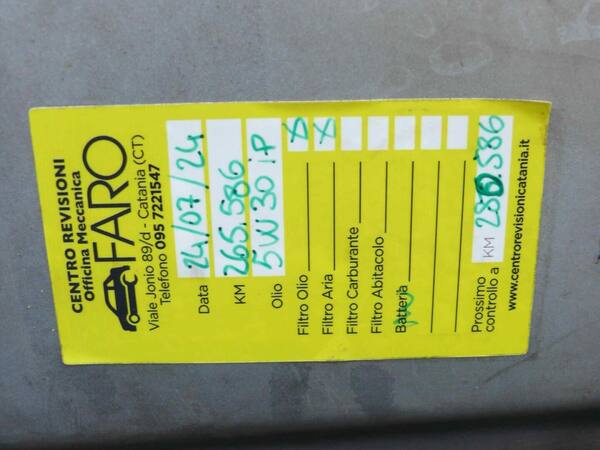 CENTRO REVISIONI
Officina Meccanica
FARO
Viale Jonio 89/d - Catania (CT)
Telefono 095 7221547
Data 24/07/24
KM 265.586
Olio 5W30 iP
Filtro Olio X
Filtro Aria X
Filtro Carburante
Filtro Abitacolo
Batteria
Prossimo
controllo a KM 280.586
www.centrorevisionicatania.it